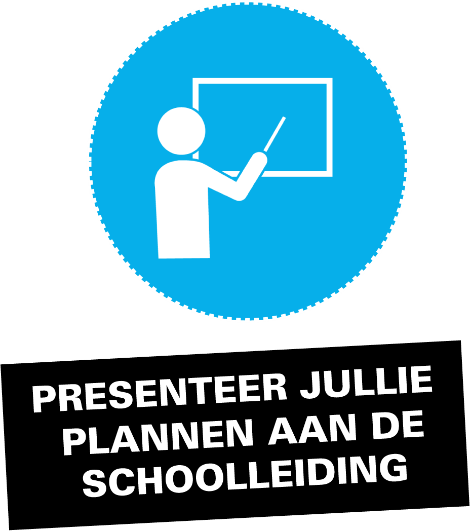 PRESENTEER JULLIE
PLANNEN AAN DE
SCHOOLLEIDING